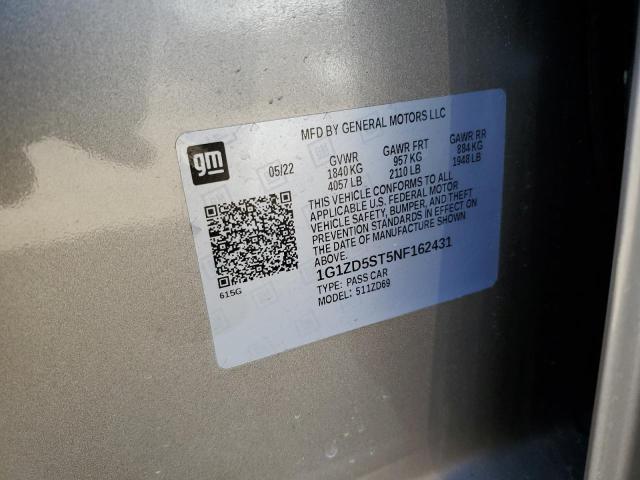 MFD BY GENERAL MOTORS LLC
gm
05/22
GVWR GAWR FRT GAWR RR
1840 KG 957 KG 884 KG
4057 LB 2110 LB 1948 LB
THIS VEHICLE CONFORMS TO ALL
APPLICABLE U.S. FEDERAL MOTOR
VEHICLE SAFETY, BUMPER, AND THEFT
PREVENTION STANDARDS IN EFFECT ON
THE DATE OF MANUFACTURE SHOWN
ABOVE.
1G1ZD5ST5NF162431
TYPE: PASS CAR
MODEL: 511ZD69
615G